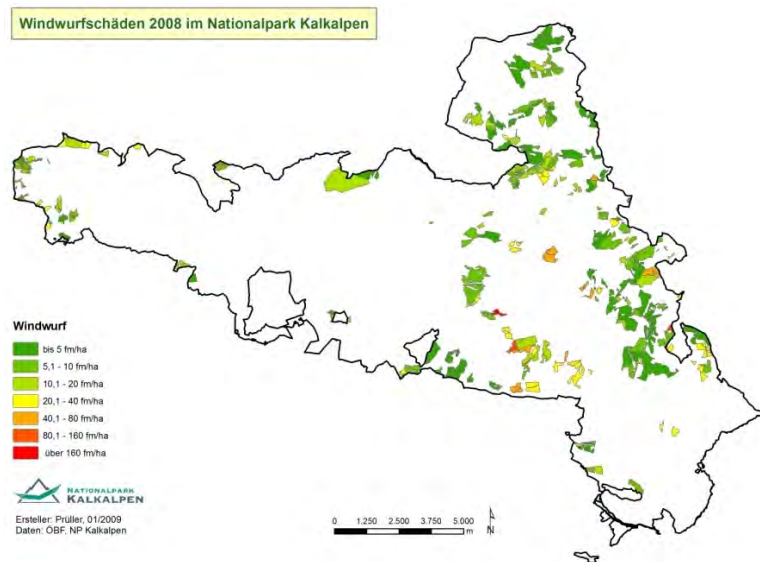 Windwurfschäden 2008 im Nationalpark Kalkalpen
Windwurf
bis 5 fm/ha
5,1 - 10 fm/ha
10,1 - 20 fm/ha
20,1 - 40 fm/ha
40,1 - 80 fm/ha
80,1 - 160 fm/ha
über 160 fm/ha
NATIONALPARK
KALKALPEN
Ersteller: Prüller, 01/2009
Daten: ÖBF, NP Kalkalpen
0 1.250 2.500 3.750 5.000
m
N